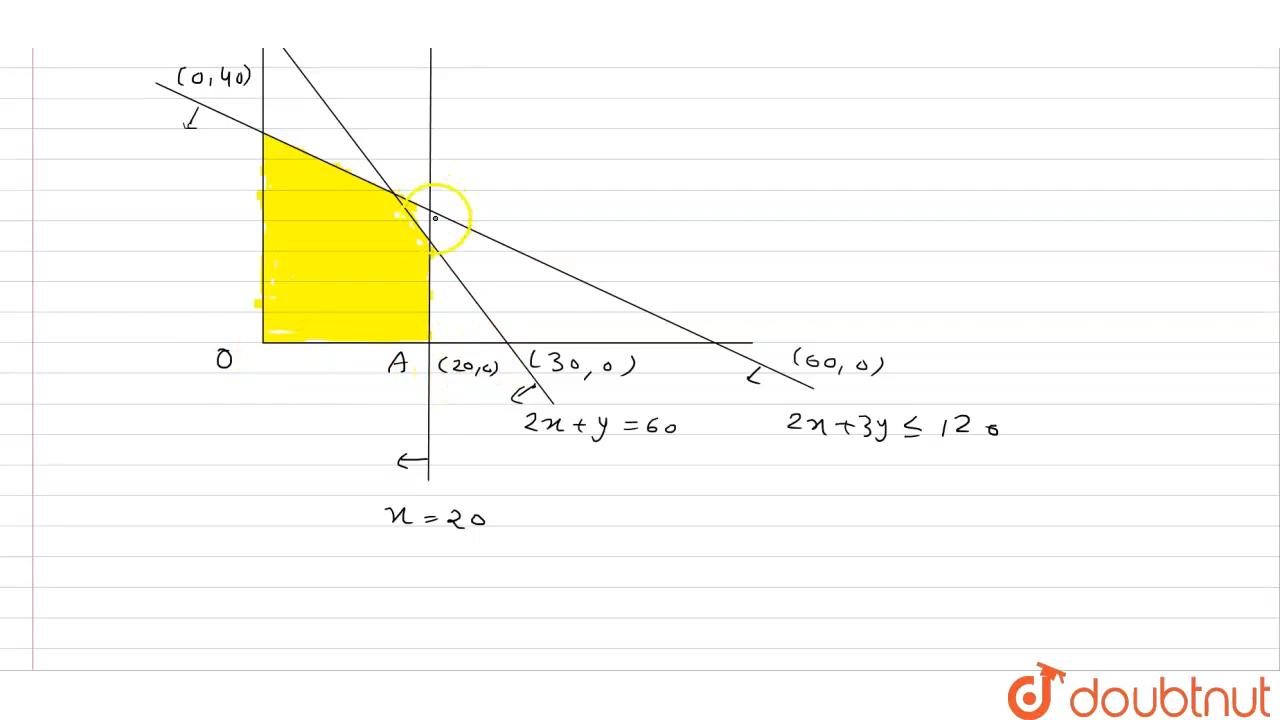 (0, 40)
O
A
(20, 0)
(30, 0)
(60, 0)
2x + y = 60
2x + 3y ≤ 120
x = 20
doubtnut